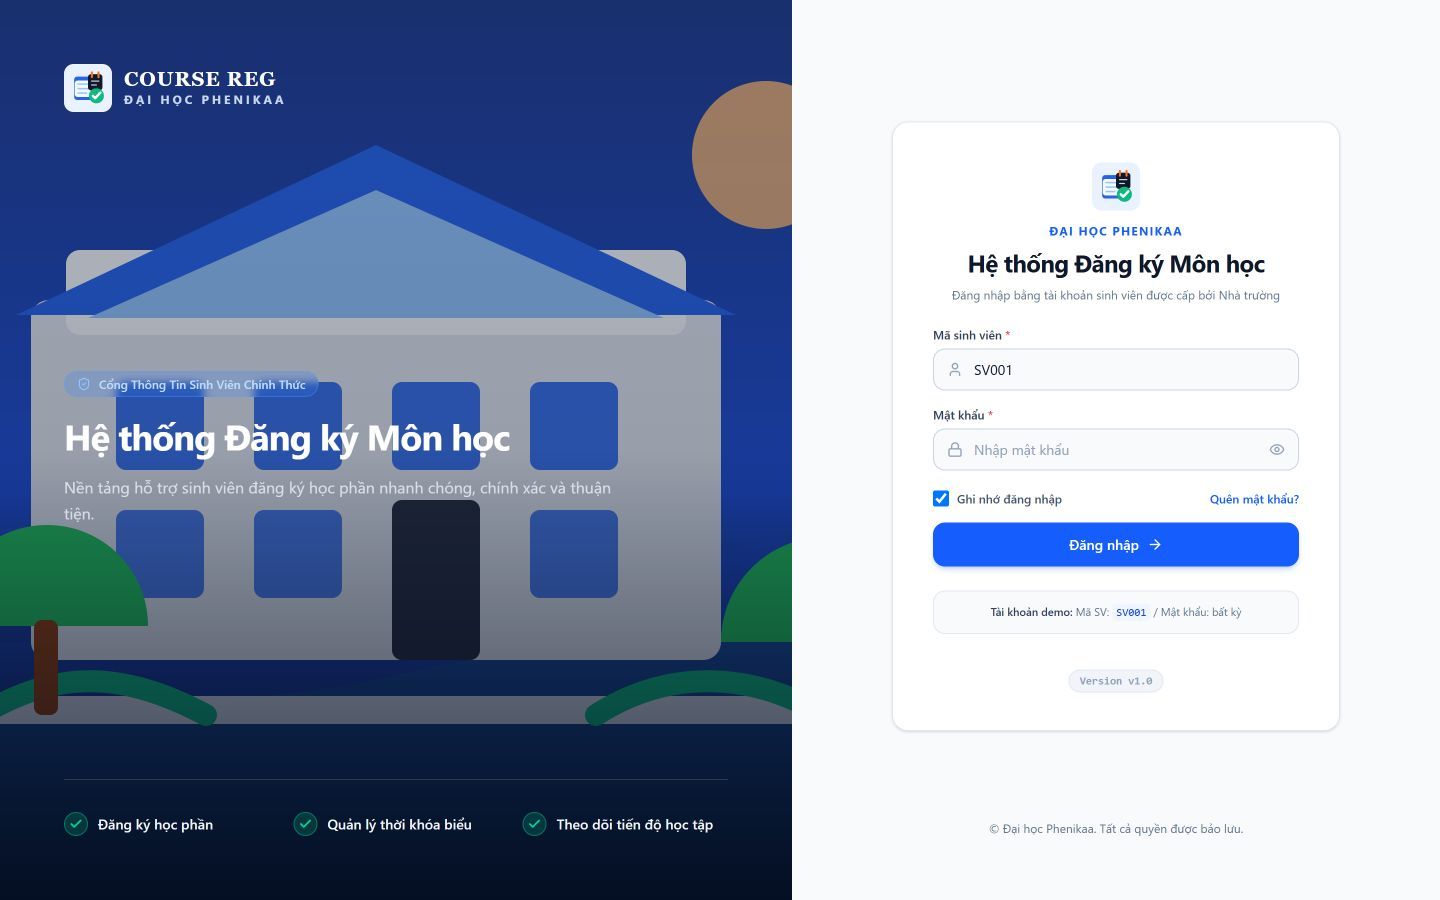 COURSE REG
ĐẠI HỌC PHENIKAA
Cổng Thông Tin Sinh Viên Chính Thức
Hệ thống Đăng ký Môn học
Nền tảng hỗ trợ sinh viên đăng ký học phần nhanh chóng, chính xác và thuận
tiện.
Đăng ký học phần
Quản lý thời khóa biểu
Theo dõi tiến độ học tập
ĐẠI HỌC PHENIKAA
Hệ thống Đăng ký Môn học
Đăng nhập bằng tài khoản sinh viên được cấp bởi Nhà trường
Mã sinh viên *
SV001
Mật khẩu *
Nhập mật khẩu
Ghi nhớ đăng nhập
Quên mật khẩu?
Đăng nhập
Tài khoản demo: Mã SV: SV001 / Mật khẩu: bất kỳ
Version v1.0
© Đại học Phenikaa. Tất cả quyền được bảo lưu.